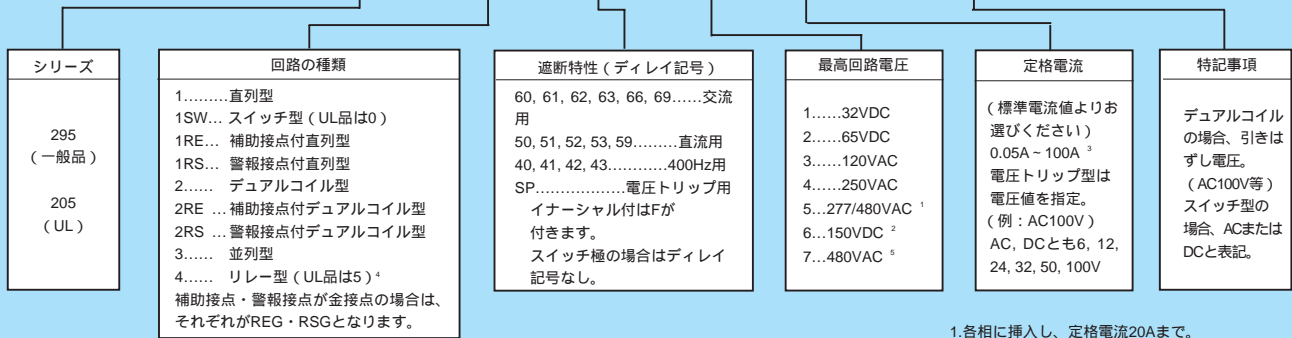 シリーズ
295
(一般品)
205
(UL)
回路の種類
1………直列型
1SW… スイッチ型(UL品は0)
1RE… 補助接点付直列型
1RS… 警報接点付直列型
2…… デュアルコイル型
2RE …補助接点付デュアルコイル型
2RS …警報接点付デュアルコイル型
3…… 並列型
4…… リレー型(UL品は5)4
補助接点・警報接点が金接点の場合は、
それぞれがREG・RSGとなります。
遮断特性(ディレイ記号)
60, 61, 62, 63, 66, 69……交流
用
50, 51, 52, 53, 59………直流用
40, 41, 42, 43…………400Hz用
SP………………電圧トリップ用
イナーシャル付はFが
付きます。
スイッチ極の場合はディレイ
記号なし。
最高回路電圧
1……32VDC
2……65VDC
3……120VAC
4……250VAC
5…277/480VAC 1
6…150VDC 2
7…480VAC 5
定格電流
(標準電流値よりお
選びください)
0.05A~100A 3
電圧トリップ型は
電圧値を指定。
(例:AC100V)
AC, DCとも6, 12,
24, 32, 50, 100V
特記事項
デュアルコイル
の場合、引きは
ずし電圧。
(AC100V等)
スイッチ型の
場合、ACまたは
DCと表記。
1.各相に挿入し、定格電流20Aまで。